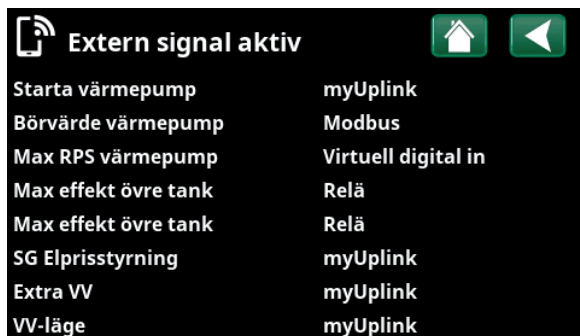 Extern signal aktiv
Starta värmepump myUplink
Börvärde värmepump Modbus
Max RPS värmepump Virtuell digital in
Max effekt övre tank Relä
Max effekt övre tank Relä
SG Elprisstyrning myUplink
Extra VV myUplink
VV-läge myUplink